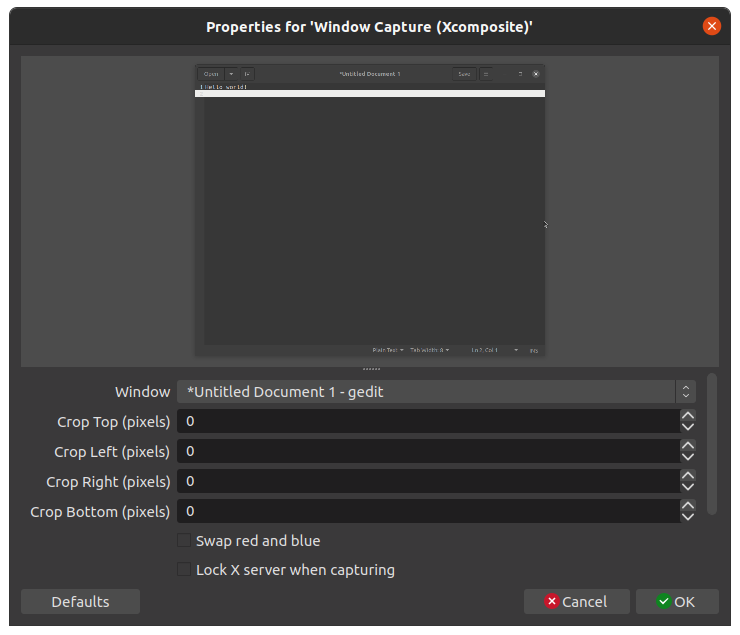 Properties for 'Window Capture (Xcomposite)'
Open
*Untitled Document 1
Save
1 Hello world!
Plain Text
Tab Width: 8
Ln 2, Col 1
INS
Window
*Untitled Document 1 - gedit
Crop Top (pixels)
0
Crop Left (pixels)
0
Crop Right (pixels)
0
Crop Bottom (pixels)
0
Swap red and blue
Lock X server when capturing
Defaults
Cancel
OK